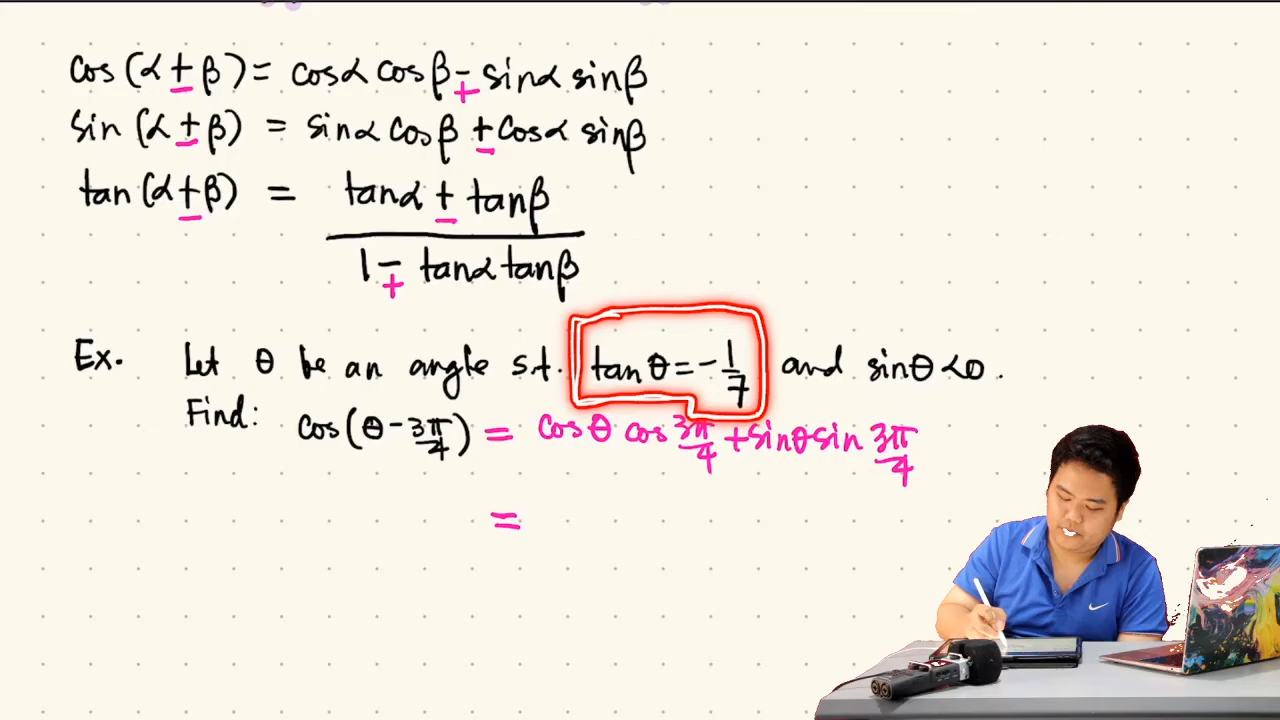 cos(α ± β) = cosα cosβ ∓ sinα sinβ
sin(α ± β) = sinα cosβ ± cosα sinβ
tan(α ± β) = tanα ± tanβ
1 ∓ tanα tanβ
Ex. Let θ be an angle s.t. tanθ = -1/7 and sinθ < 0.
Find: cos(θ - 3π/4) = cosθ cos 3π/4 + sinθ sin 3π/4
=